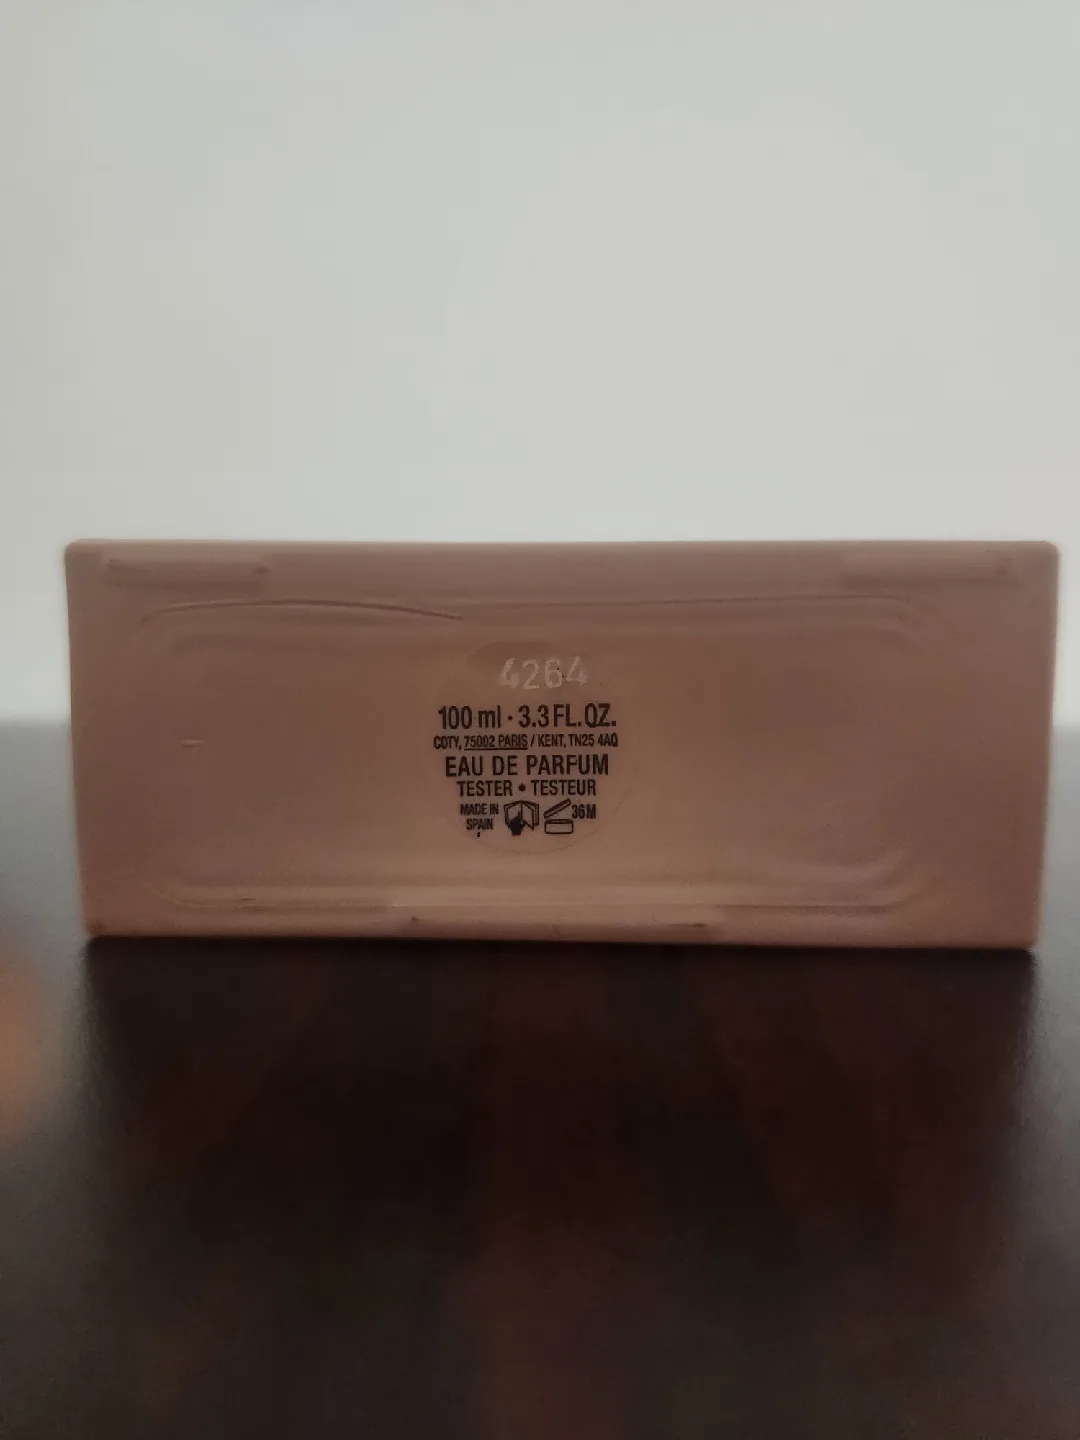 4264
100 ml · 3.3 FL. OZ.
COTY, 75002 PARIS / KENT, TN25 4AQ
EAU DE PARFUM
TESTER • TESTEUR
MADE IN
SPAIN
36M